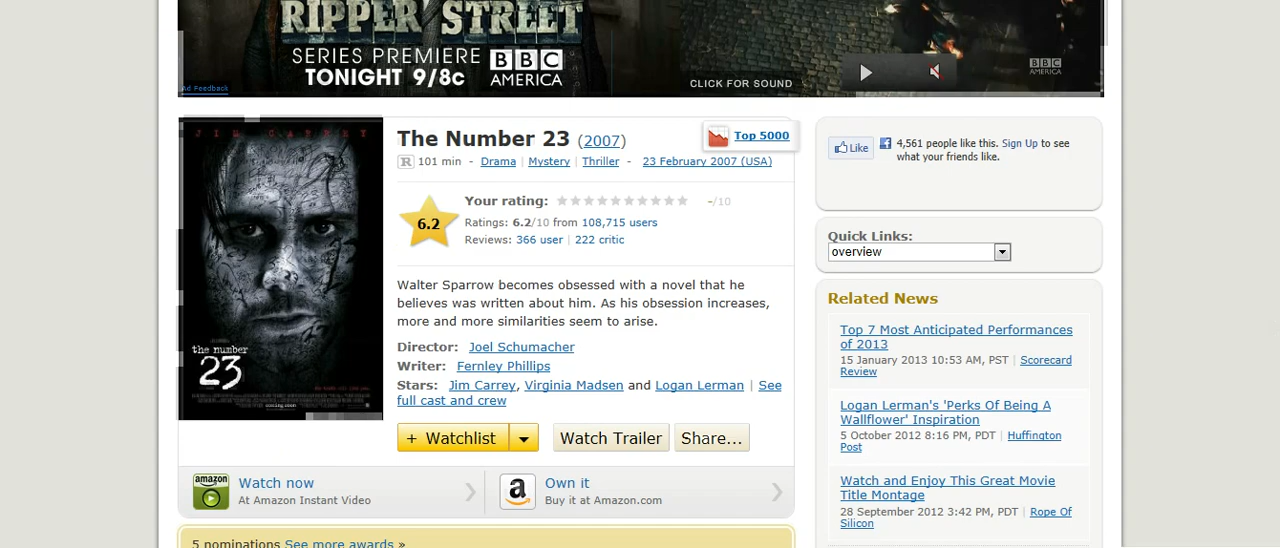 RIPPER STREET
SERIES PREMIERE
TONIGHT 9/8c
BBC
AMERICA
CLICK FOR SOUND
BBC
AMERICA
Ad Feedback
JIM CARREY
the number
23
coming soon
The Number 23 (2007)
Top 5000
R 101 min - Drama | Mystery | Thriller - 23 February 2007 (USA)
6.2
Your rating: -/10
Ratings: 6.2/10 from 108,715 users
Reviews: 366 user | 222 critic
Walter Sparrow becomes obsessed with a novel that he
believes was written about him. As his obsession increases,
more and more similarities seem to arise.
Director: Joel Schumacher
Writer: Fernley Phillips
Stars: Jim Carrey, Virginia Madsen and Logan Lerman | See
full cast and crew
+ Watchlist
Watch Trailer
Share...
amazon
Watch now
At Amazon Instant Video
a
Own it
Buy it at Amazon.com
5 nominations See more awards »
Like
4,561 people like this. Sign Up to see
what your friends like.
Quick Links:
overview
Related News
Top 7 Most Anticipated Performances
of 2013
15 January 2013 10:53 AM, PST | Scorecard
Review
Logan Lerman's 'Perks Of Being A
Wallflower' Inspiration
5 October 2012 8:16 PM, PDT | Huffington
Post
Watch and Enjoy This Great Movie
Title Montage
28 September 2012 3:42 PM, PDT | Rope Of
Silicon